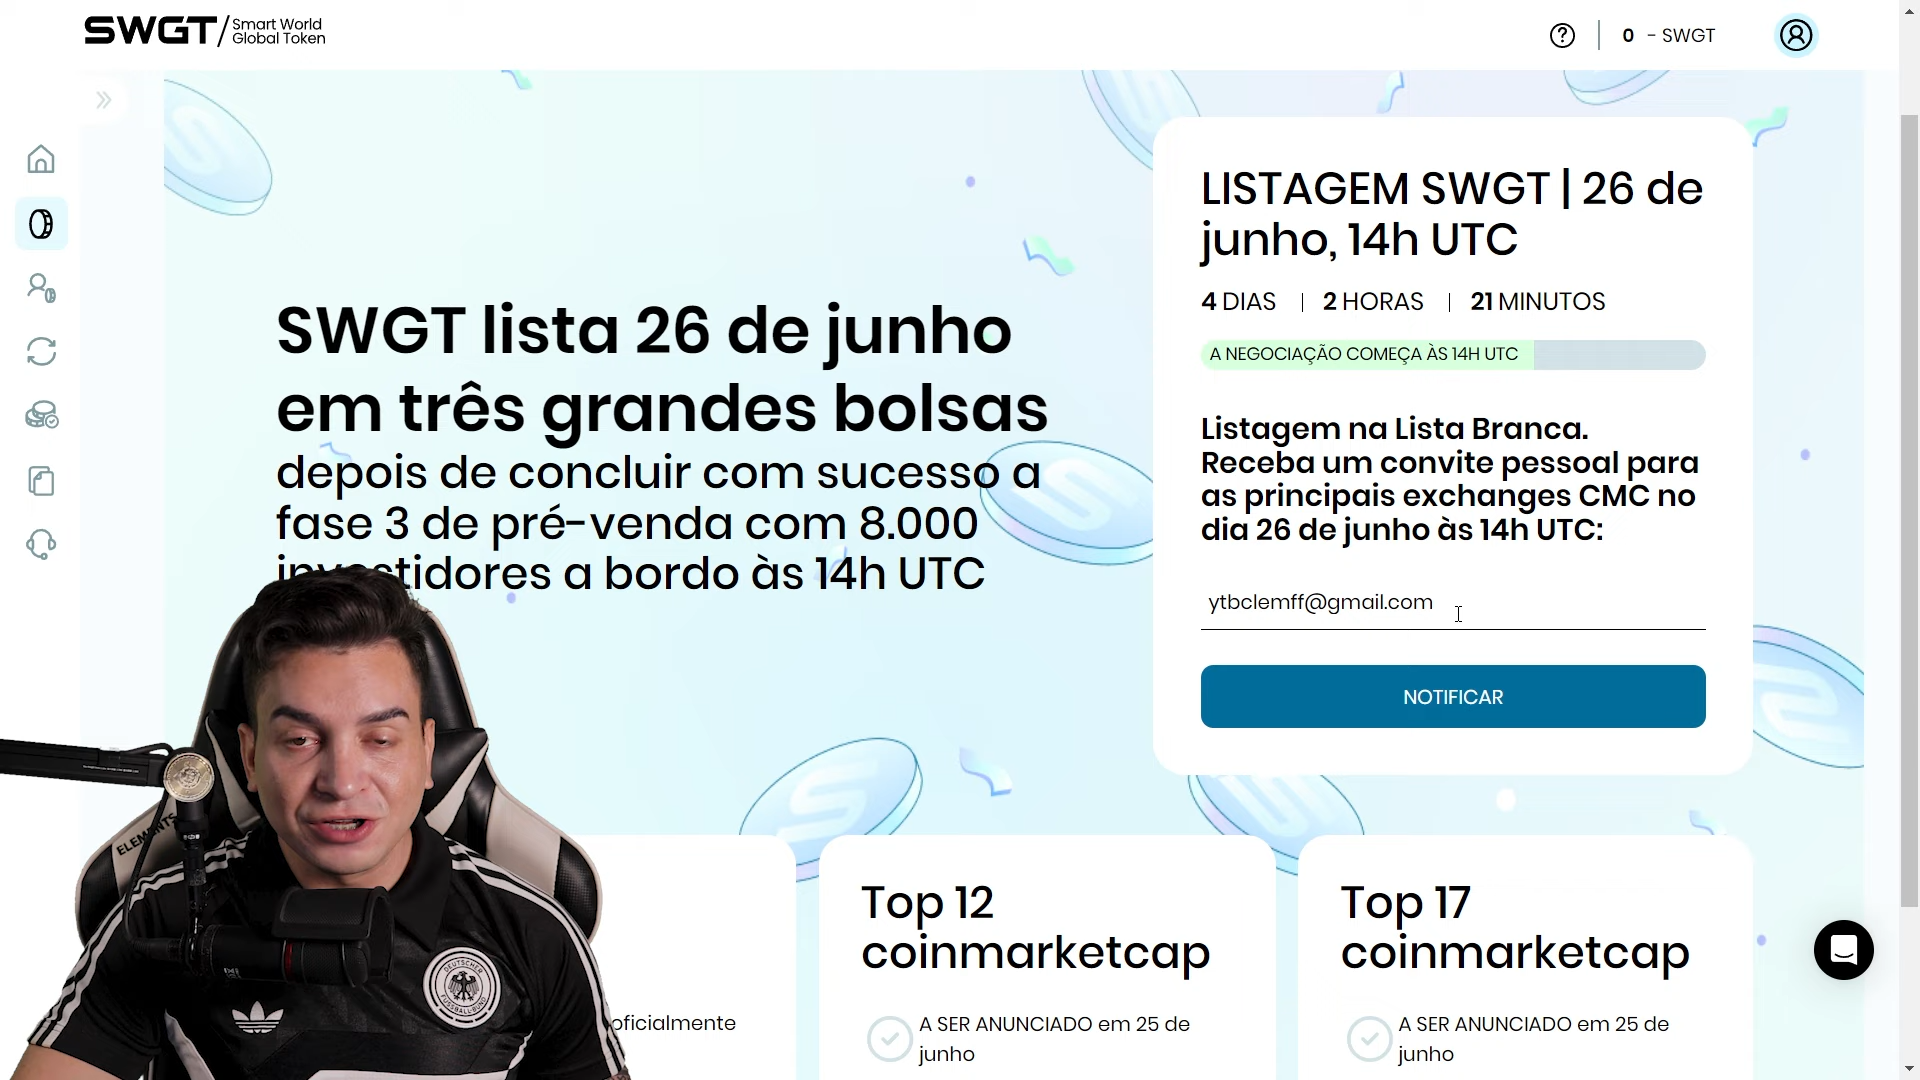 SWGT / Smart World
Global Token
0 - SWGT
SWGT lista 26 de junho
em três grandes bolsas
depois de concluir com sucesso a
fase 3 de pré-venda com 8.000
investidores a bordo às 14h UTC
LISTAGEM SWGT | 26 de
junho, 14h UTC
4 DIAS | 2 HORAS | 21 MINUTOS
A NEGOCIAÇÃO COMEÇA ÀS 14H UTC
Listagem na Lista Branca.
Receba um convite pessoal para
as principais exchanges CMC no
dia 26 de junho às 14h UTC:
ytbclemff@gmail.com
NOTIFICAR
oficialmente
Top 12
coinmarketcap
A SER ANUNCIADO em 25 de
junho
Top 17
coinmarketcap
A SER ANUNCIADO em 25 de
junho
ELEMENTS
DEUTSCHER
FUSSBALL-BUND